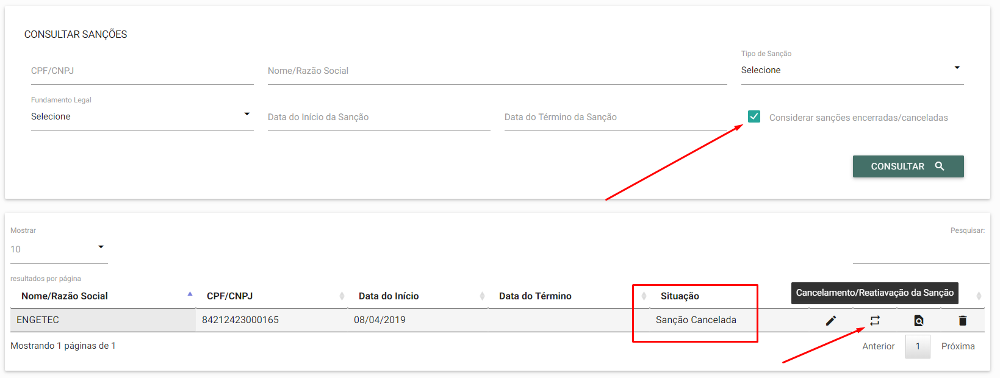 CONSULTAR SANÇÕES
Tipo de Sanção
CPF/CNPJ
Nome/Razão Social
Selecione
Fundamento Legal
Selecione
Data do Início da Sanção
Data do Término da Sanção
Considerar sanções encerradas/canceladas
CONSULTAR
Mostrar
Pesquisar:
10
resultados por página
Nome/Razão Social
CPF/CNPJ
Data do Início
Data do Término
Situação
Cancelamento/Reatiavação da Sanção
ENGETEC
84212423000165
08/04/2019
Sanção Cancelada
Mostrando 1 páginas de 1
Anterior
1
Próxima